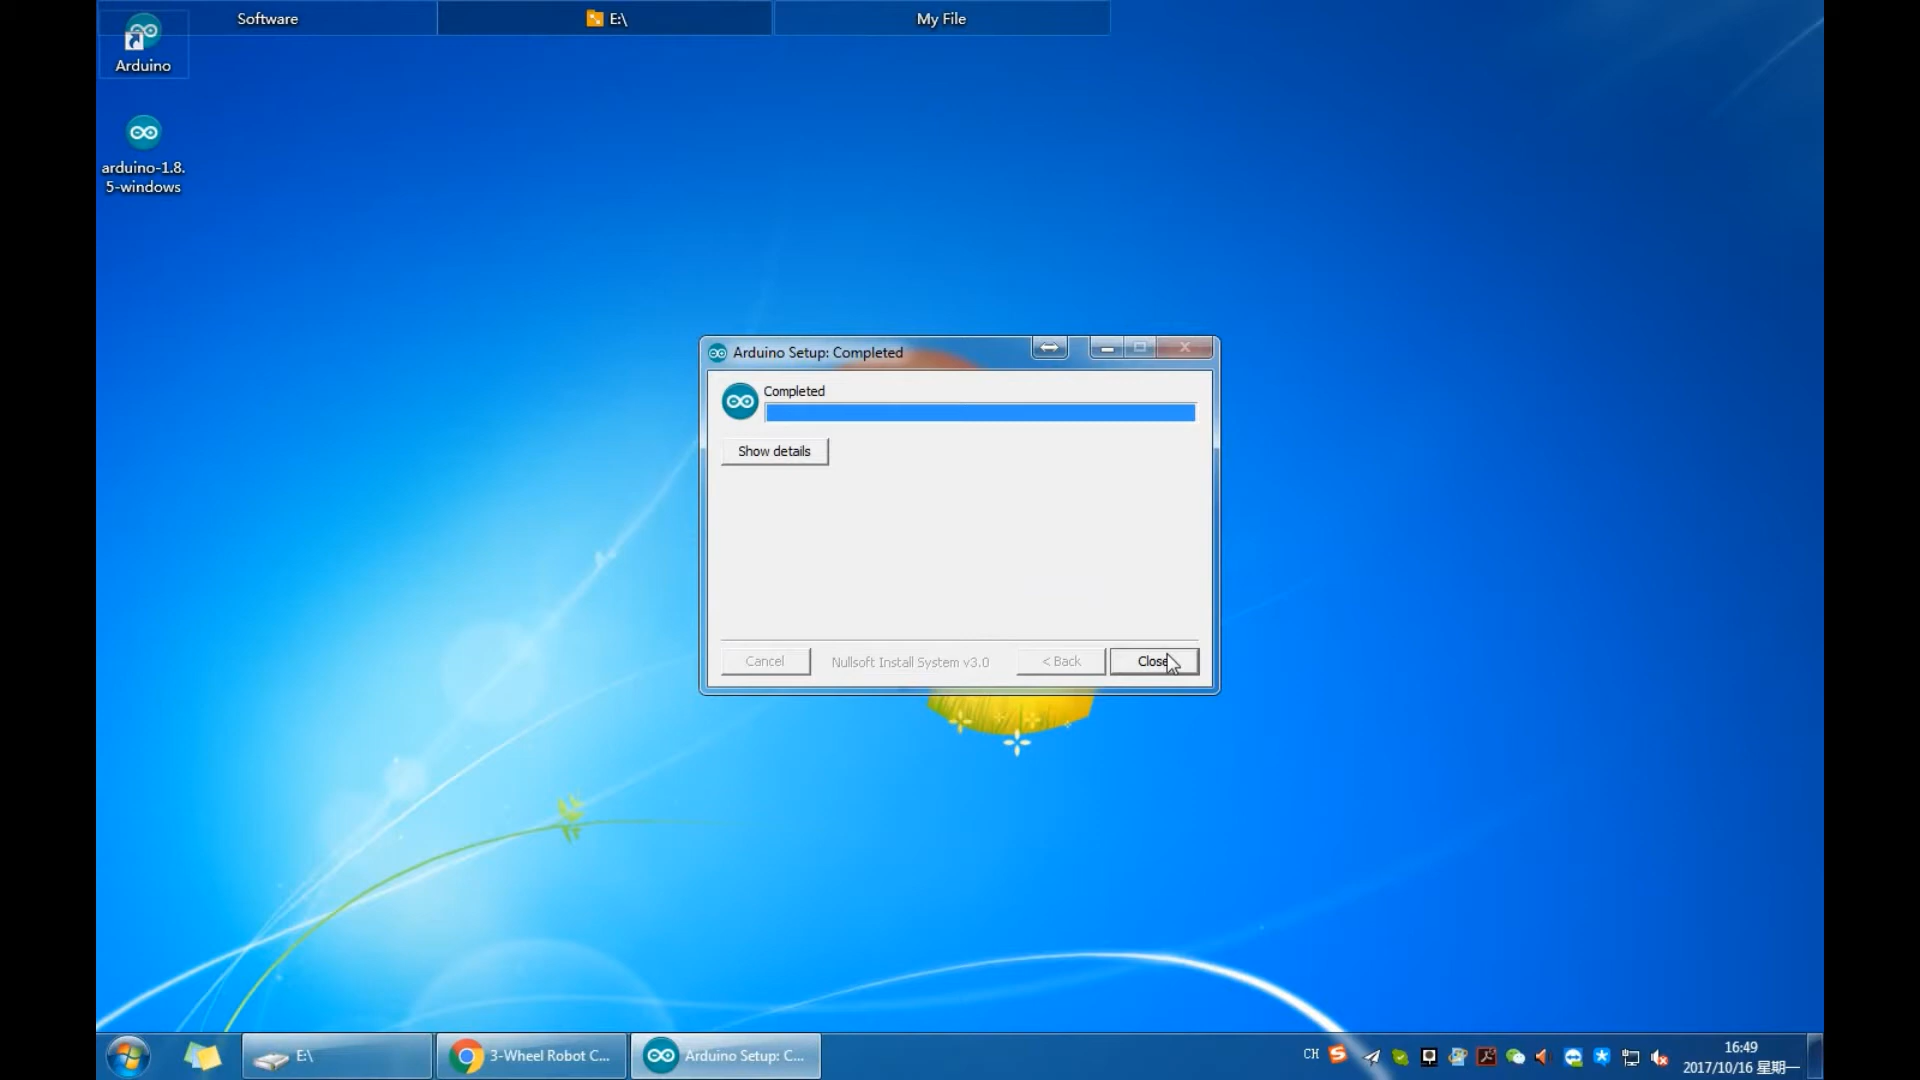 Software
E:\
My File
Arduino
arduino-1.8.
5-windows
Arduino Setup: Completed
Completed
Show details
Cancel
Nullsoft Install System v3.0
< Back
Close
E:\
3-Wheel Robot C...
Arduino Setup: C...
CH
16:49
2017/10/16 星期一